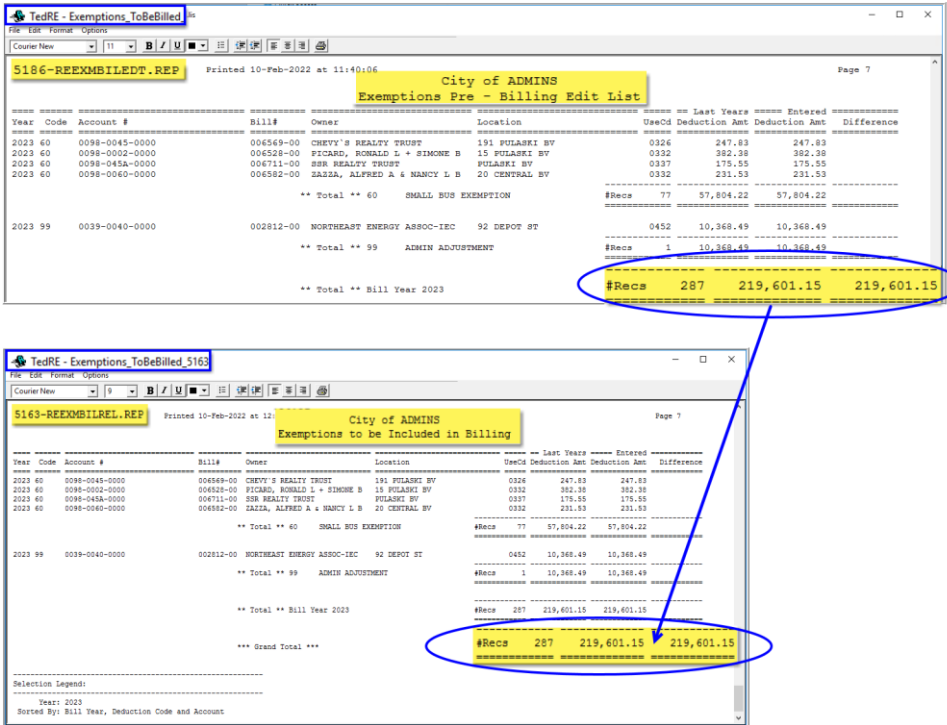 TedRE - Exemptions_ToBeBilled
File Edit Format Options
Courier New 11 B I U
5186-REEXMBILEDT.REP Printed 10-Feb-2022 at 11:40:06 Page 7
City of ADMINS
Exemptions Pre - Billing Edit List
== Last Years ===== Entered
Year Code Account # Bill# Owner Location UseCd Deduction Amt Deduction Amt Difference
2023 60 0098-0045-0000 006569-00 CHEVY'S REALTY TRUST 191 PULASKI BV 0326 247.83 247.83
2023 60 0098-0002-0000 006528-00 PICARD, RONALD L + SIMONE B 15 PULASKI BV 0332 382.38 382.38
2023 60 0098-045A-0000 006711-00 SSR REALTY TRUST PULASKI BV 0337 175.55 175.55
2023 60 0098-0060-0000 006582-00 ZAZZA, ALFRED A & NANCY L B 20 CENTRAL BV 0332 231.53 231.53
** Total ** 60 SMALL BUS EXEMPTION #Recs 77 57,804.22 57,804.22
2023 99 0039-0040-0000 002812-00 NORTHEAST ENERGY ASSOC-IEC 92 DEPOT ST 0452 10,368.49 10,368.49
** Total ** 99 ADMIN ADJUSTMENT #Recs 1 10,368.49 10,368.49
** Total ** Bill Year 2023 #Recs 287 219,601.15 219,601.15
TedRE - Exemptions_ToBeBilled_5163
File Edit Format Options
Courier New 9 B I U
5163-REEXMBILREL.REP Printed 10-Feb-2022 at 12: Page 7
City of ADMINS
Exemptions to be Included in Billing
== Last Years ===== Entered
Year Code Account # Bill# Owner Location UseCd Deduction Amt Deduction Amt Difference
2023 60 0098-0045-0000 006569-00 CHEVY'S REALTY TRUST 191 PULASKI BV 0326 247.83 247.83
2023 60 0098-0002-0000 006528-00 PICARD, RONALD L + SIMONE B 15 PULASKI BV 0332 382.38 382.38
2023 60 0098-045A-0000 006711-00 SSR REALTY TRUST PULASKI BV 0337 175.55 175.55
2023 60 0098-0060-0000 006582-00 ZAZZA, ALFRED A & NANCY L B 20 CENTRAL BV 0332 231.53 231.53
** Total ** 60 SMALL BUS EXEMPTION #Recs 77 57,804.22 57,804.22
2023 99 0039-0040-0000 002812-00 NORTHEAST ENERGY ASSOC-IEC 92 DEPOT ST 0452 10,368.49 10,368.49
** Total ** 99 ADMIN ADJUSTMENT #Recs 1 10,368.49 10,368.49
** Total ** Bill Year 2023 #Recs 287 219,601.15 219,601.15
*** Grand Total *** #Recs 287 219,601.15 219,601.15
Selection Legend:
Year: 2023
Sorted By: Bill Year, Deduction Code and Account